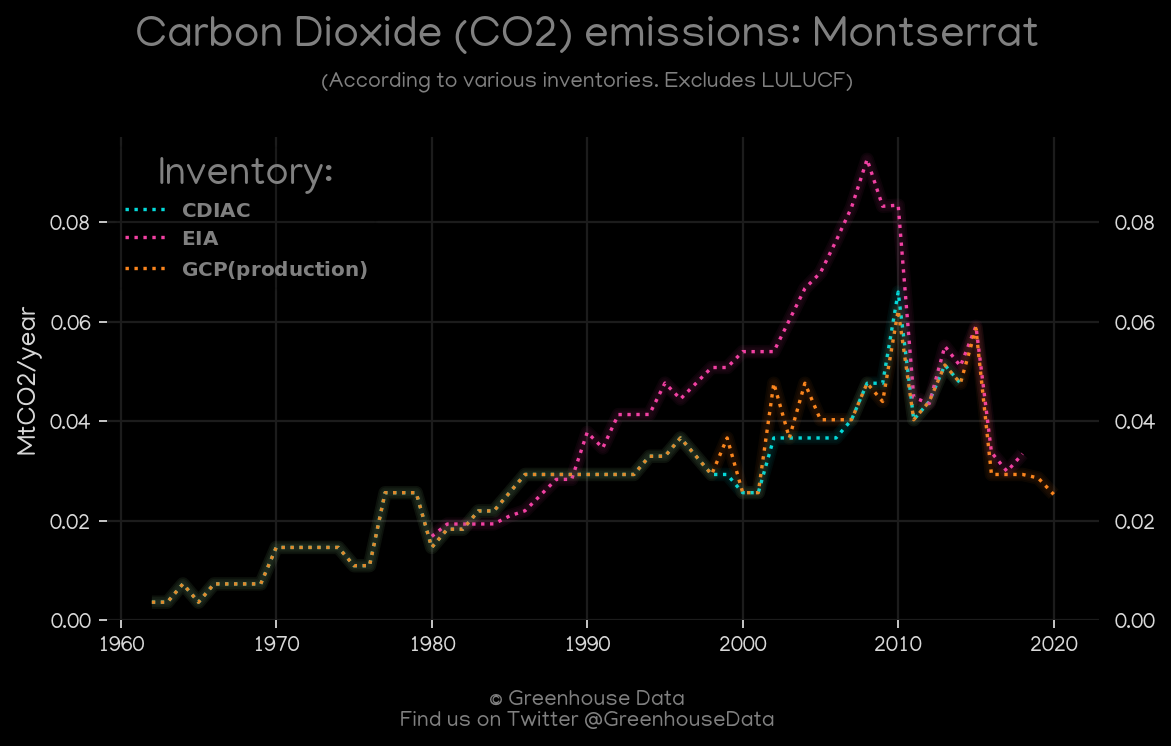 Carbon Dioxide (CO2) emissions: Montserrat
(According to various inventories. Excludes LULUCF)
Inventory:
CDIAC
EIA
GCP(production)
MtCO2/year
0.08
0.06
0.04
0.02
0.00
0.08
0.06
0.04
0.02
0.00
1960 1970 1980 1990 2000 2010 2020
© Greenhouse Data
Find us on Twitter @GreenhouseData